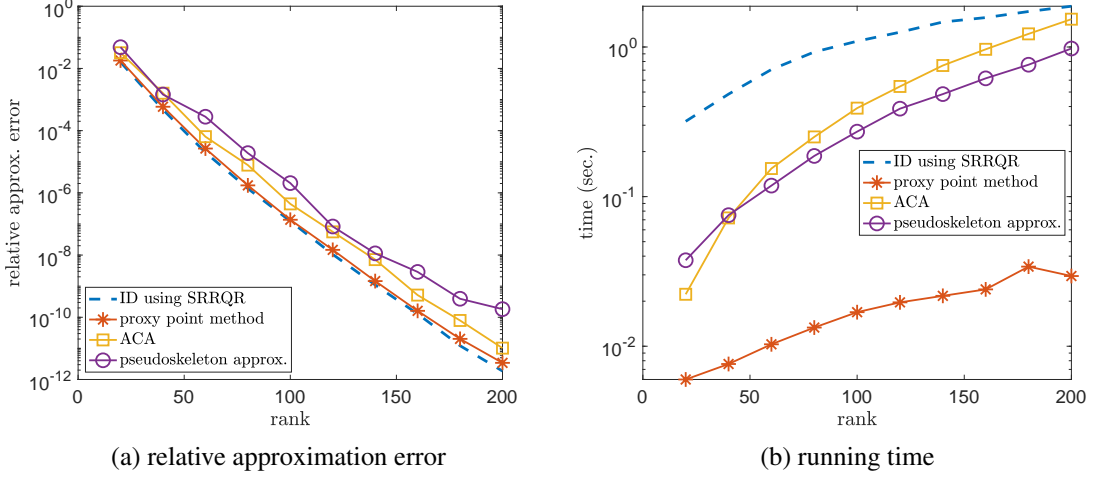 10^0
10^-2
10^-4
10^-6
10^-8
10^-10
10^-12
relative approx. error
ID using SRRQR
proxy point method
ACA
pseudoskeleton approx.
0 50 100 150 200
rank
(a) relative approximation error
10^0
10^-1
10^-2
time (sec.)
ID using SRRQR
proxy point method
ACA
pseudoskeleton approx.
0 50 100 150 200
rank
(b) running time